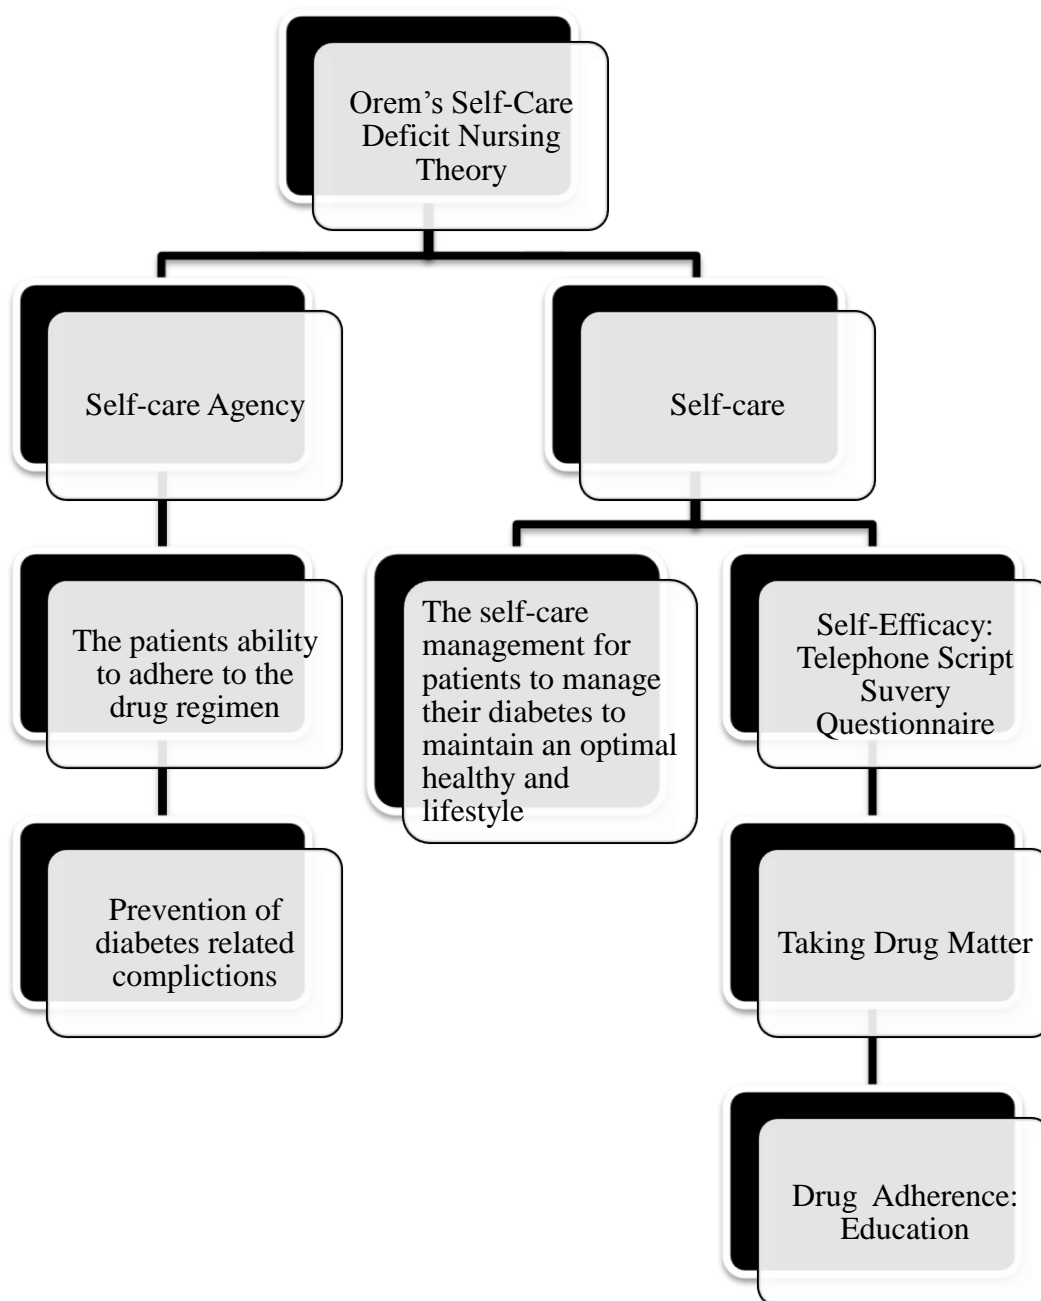 Orem’s Self-Care
Deficit Nursing
Theory
Self-care Agency
Self-care
The patients ability
to adhere to the
drug regimen
The self-care
management for
patients to manage
their diabetes to
maintain an optimal
healthy and
lifestyle
Self-Efficacy:
Telephone Script
Suvery
Questionnaire
Prevention of
diabetes related
complictions
Taking Drug Matter
Drug Adherence:
Education